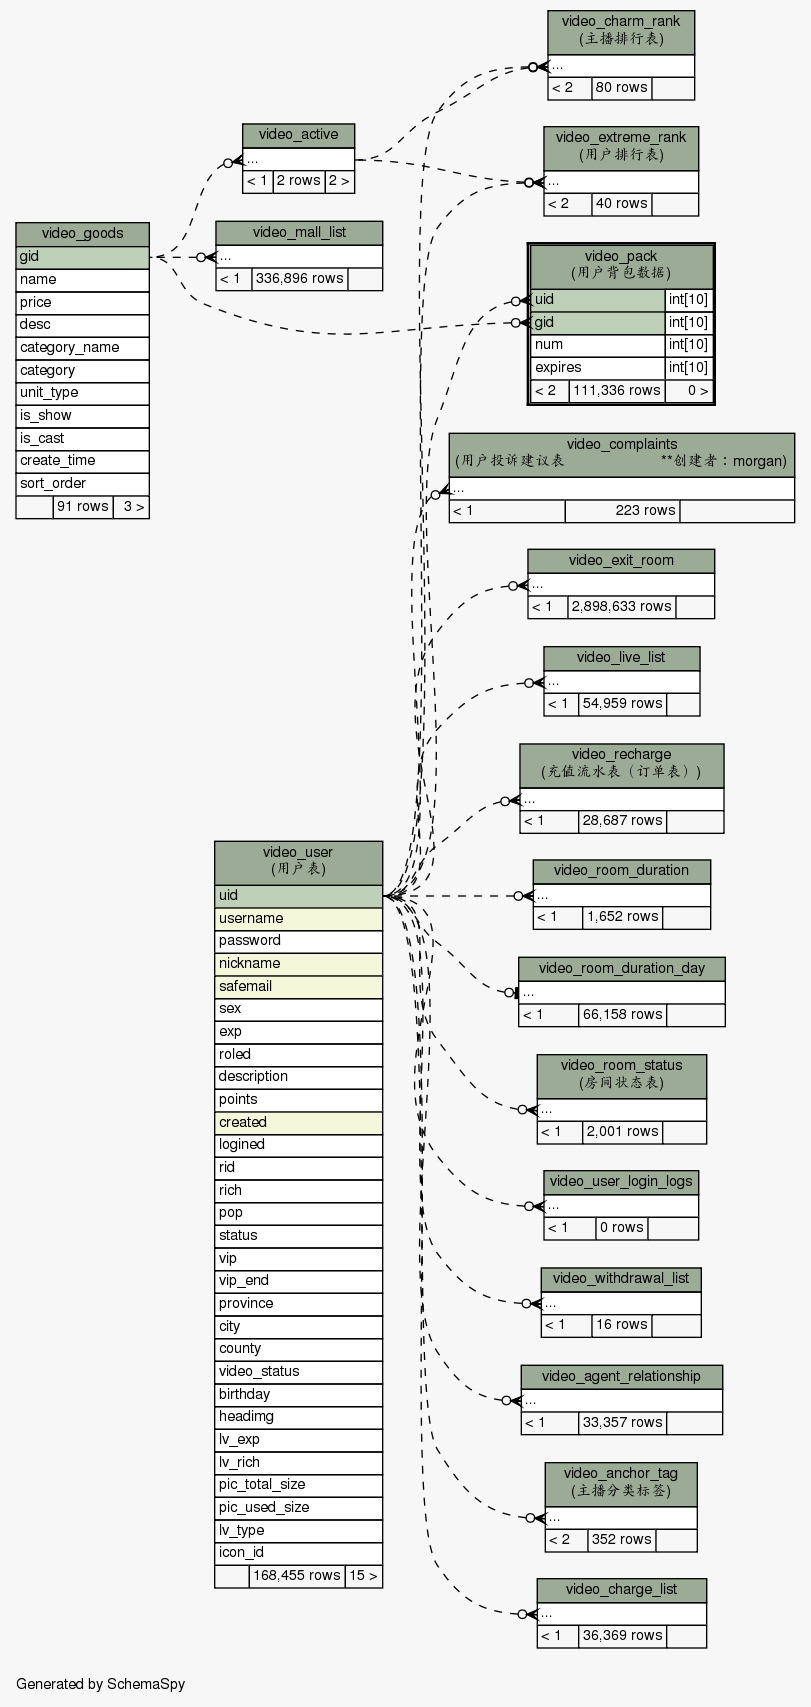 video_charm_rank
(主播排行表)
...
< 2 80 rows
video_active
...
< 1 2 rows 2 >
video_extreme_rank
(用户排行表)
...
< 2 40 rows
video_goods
gid
name
price
desc
category_name
category
unit_type
is_show
is_cast
create_time
sort_order
91 rows 3 >
video_mall_list
...
< 1 336,896 rows
video_pack
(用户背包数据)
uid int[10]
gid int[10]
num int[10]
expires int[10]
< 2 111,336 rows 0 >
video_complaints
(用户投诉建议表 **创建者：morgan)
...
< 1 223 rows
video_exit_room
...
< 1 2,898,633 rows
video_live_list
...
< 1 54,959 rows
video_recharge
(充值流水表（订单表）)
...
< 1 28,687 rows
video_user
(用户表)
uid
username
password
nickname
safemail
sex
exp
roled
description
points
created
logined
rid
rich
pop
status
vip
vip_end
province
city
county
video_status
birthday
headimg
lv_exp
lv_rich
pic_total_size
pic_used_size
lv_type
icon_id
168,455 rows 15 >
video_room_duration
...
< 1 1,652 rows
video_room_duration_day
...
< 1 66,158 rows
video_room_status
(房间状态表)
...
< 1 2,001 rows
video_user_login_logs
...
< 1 0 rows
video_withdrawal_list
...
< 1 16 rows
video_agent_relationship
...
< 1 33,357 rows
video_anchor_tag
(主播分类标签)
...
< 2 352 rows
video_charge_list
...
< 1 36,369 rows
Generated by SchemaSpy